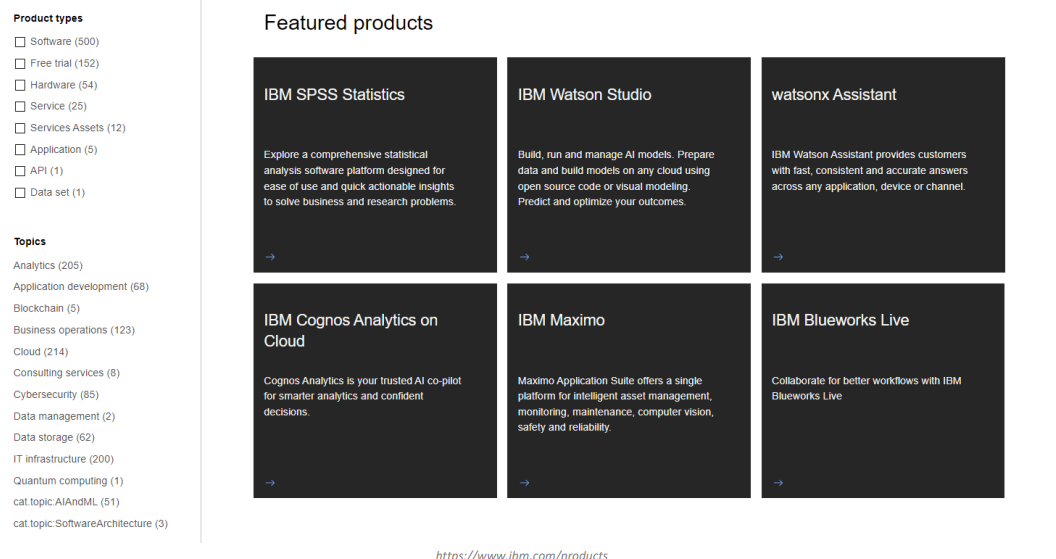 Product types
Software (500)
Free trial (152)
Hardware (54)
Service (25)
Services Assets (12)
Application (5)
API (1)
Data set (1)
Topics
Analytics (205)
Application development (68)
Blockchain (5)
Business operations (123)
Cloud (214)
Consulting services (8)
Cybersecurity (85)
Data management (2)
Data storage (62)
IT infrastructure (200)
Quantum computing (1)
cat.topic:AIAndML (51)
cat.topic:SoftwareArchitecture (3)
Featured products
IBM SPSS Statistics
Explore a comprehensive statistical
analysis software platform designed for
ease of use and quick actionable insights
to solve business and research problems.
IBM Watson Studio
Build, run and manage AI models. Prepare
data and build models on any cloud using
open source code or visual modeling.
Predict and optimize your outcomes.
watsonx Assistant
IBM Watson Assistant provides customers
with fast, consistent and accurate answers
across any application, device or channel.
IBM Cognos Analytics on
Cloud
Cognos Analytics is your trusted AI co-pilot
for smarter analytics and confident
decisions.
IBM Maximo
Maximo Application Suite offers a single
platform for intelligent asset management,
monitoring, maintenance, computer vision,
safety and reliability.
IBM Blueworks Live
Collaborate for better workflows with IBM
Blueworks Live
https://www.ibm.com/products